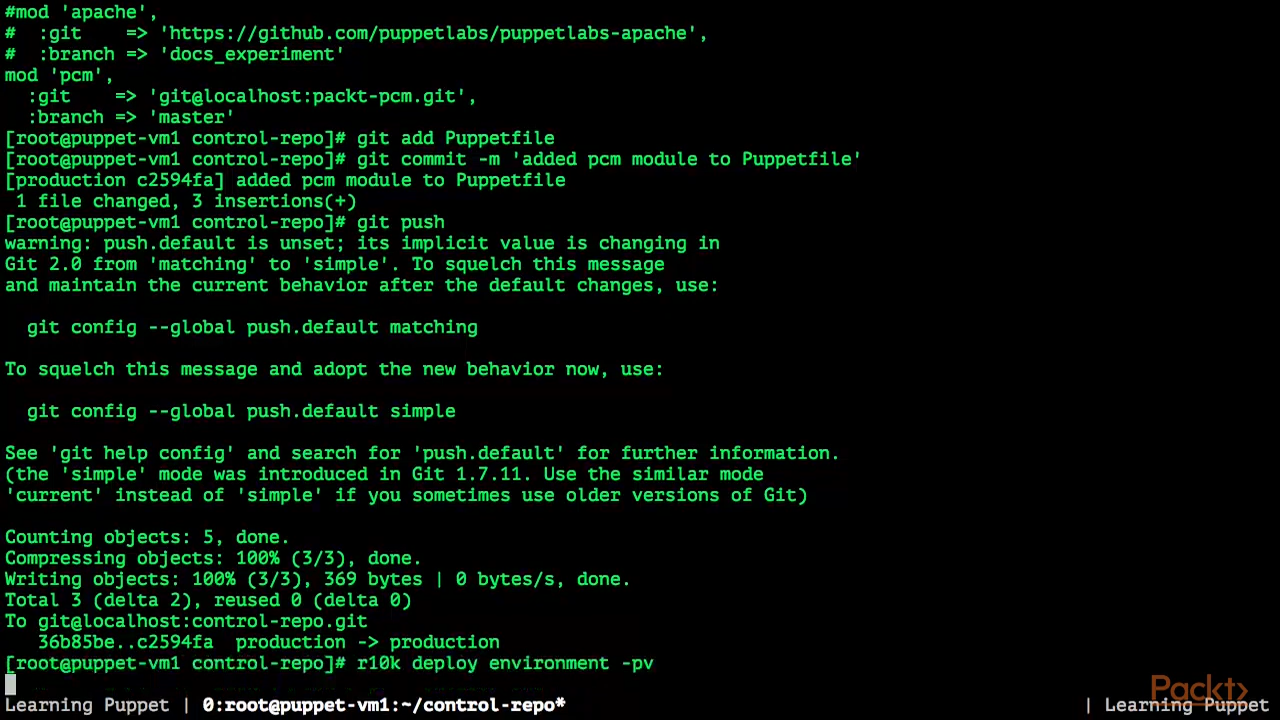 #mod 'apache',
#  :git    => 'https://github.com/puppetlabs/puppetlabs-apache',
#  :branch => 'docs_experiment'
mod 'pcm',
  :git    => 'git@localhost:packt-pcm.git',
  :branch => 'master'
[root@puppet-vm1 control-repo]# git add Puppetfile
[root@puppet-vm1 control-repo]# git commit -m 'added pcm module to Puppetfile'
[production c2594fa] added pcm module to Puppetfile
 1 file changed, 3 insertions(+)
[root@puppet-vm1 control-repo]# git push
warning: push.default is unset; its implicit value is changing in
Git 2.0 from 'matching' to 'simple'. To squelch this message
and maintain the current behavior after the default changes, use:

  git config --global push.default matching

To squelch this message and adopt the new behavior now, use:

  git config --global push.default simple

See 'git help config' and search for 'push.default' for further information.
(the 'simple' mode was introduced in Git 1.7.11. Use the similar mode
'current' instead of 'simple' if you sometimes use older versions of Git)

Counting objects: 5, done.
Compressing objects: 100% (3/3), done.
Writing objects: 100% (3/3), 369 bytes | 0 bytes/s, done.
Total 3 (delta 2), reused 0 (delta 0)
To git@localhost:control-repo.git
   36b85be..c2594fa  production -> production
[root@puppet-vm1 control-repo]# r10k deploy environment -pv
Packt>
Learning Puppet | 0:root@puppet-vm1:~/control-repo* | Learning Puppet